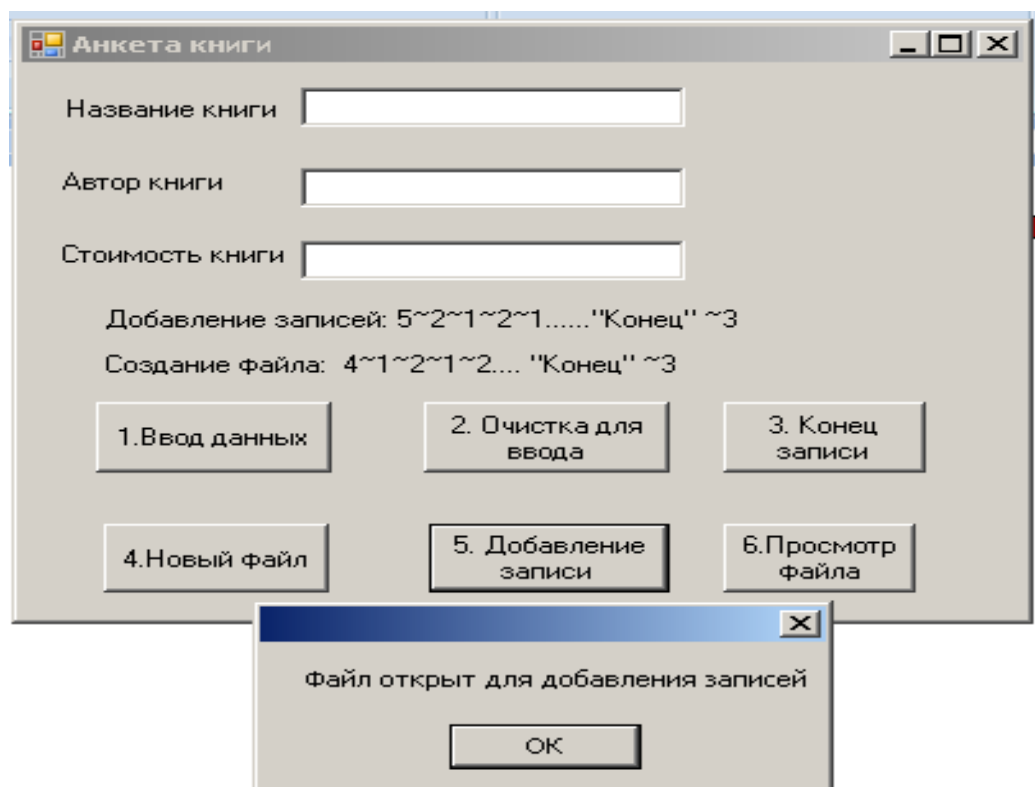 Анкета книги
Название книги
Автор книги
Стоимость книги
Добавление записей: 5~2~1~2~1......"Конец" ~3
Создание файла: 4~1~2~1~2.... "Конец" ~3
1.Ввод данных
2. Очистка для
ввода
3. Конец
записи
4.Новый файл
5. Добавление
записи
6.Просмотр
файла
Файл открыт для добавления записей
OK